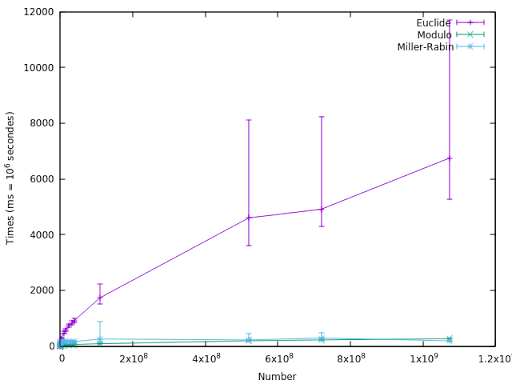 12000
10000
8000
6000
4000
2000
0
Times (ms = 10⁶ secondes)
Euclide
Modulo
Miller-Rabin
0 2x10⁸ 4x10⁸ 6x10⁸ 8x10⁸ 1x10⁹ 1.2x10
Number